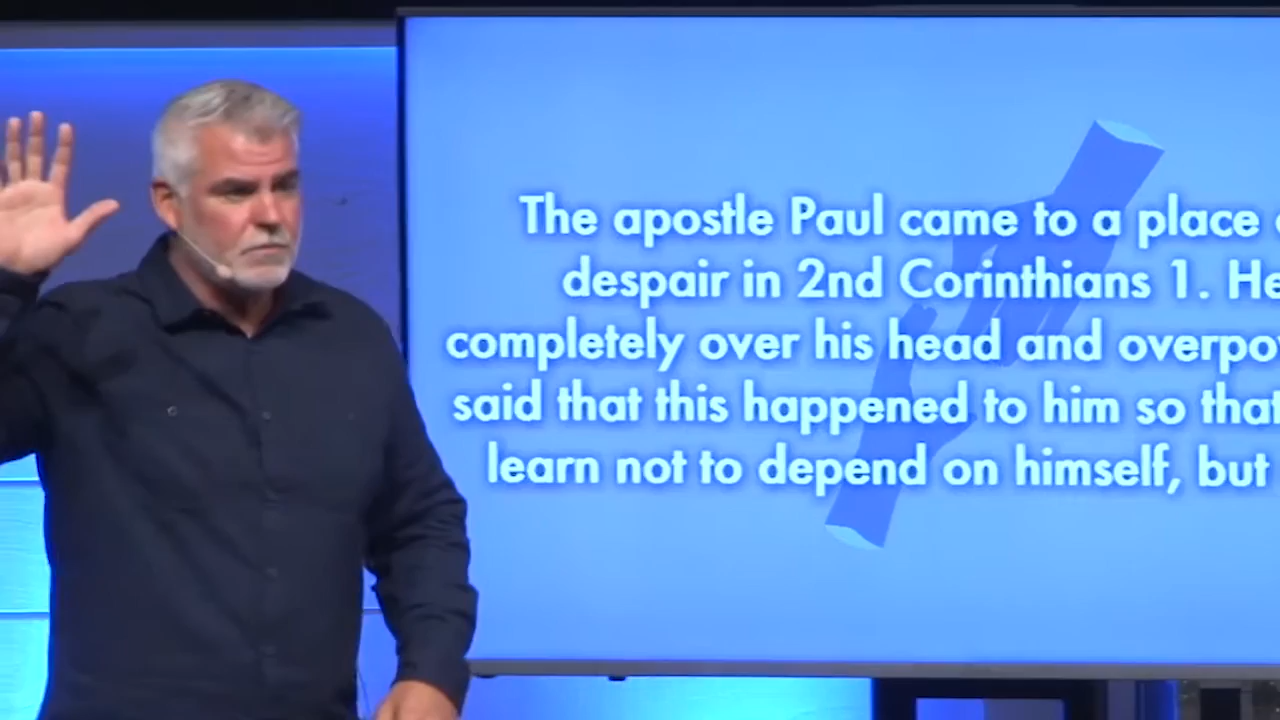 The apostle Paul came to a place
despair in 2nd Corinthians 1. He
completely over his head and
said that this happened to him so that
learn not to depend on himself, but